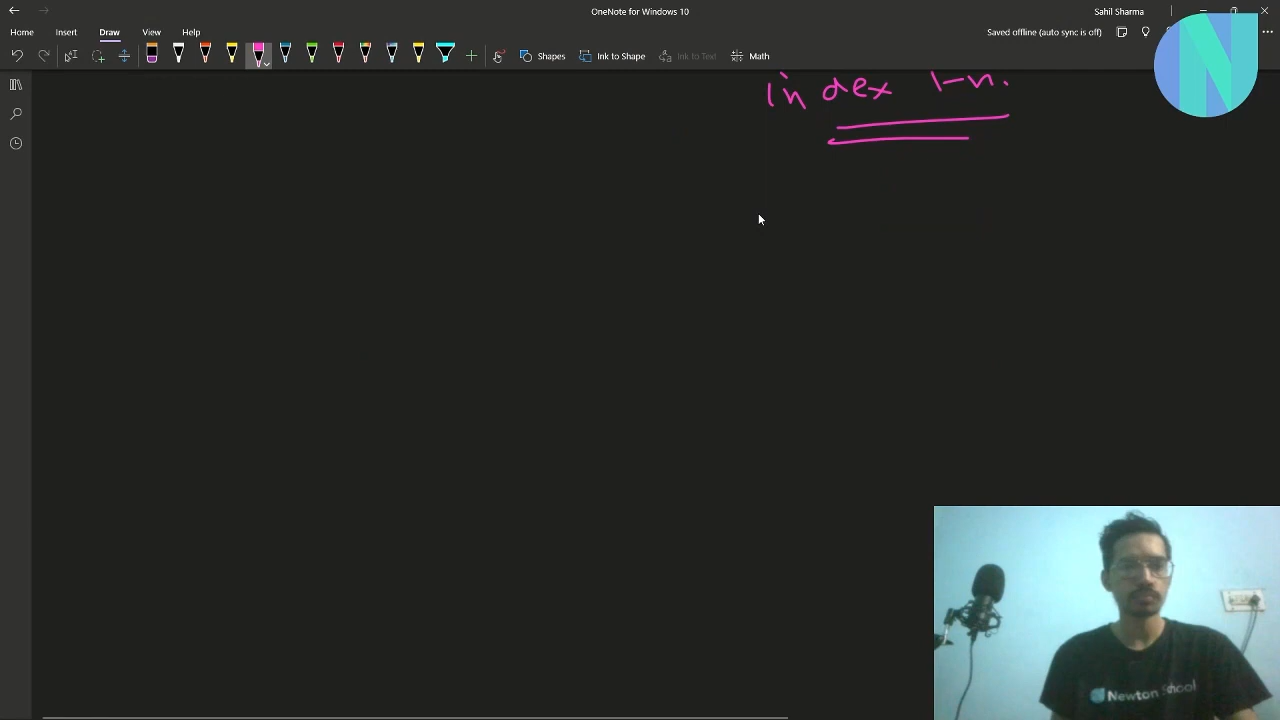 OneNote for Windows 10
Sahil Sharma
Home Insert Draw View Help
Saved offline (auto sync is off)
Shapes Ink to Shape Ink to Text Math
index 1-n.
Newton School